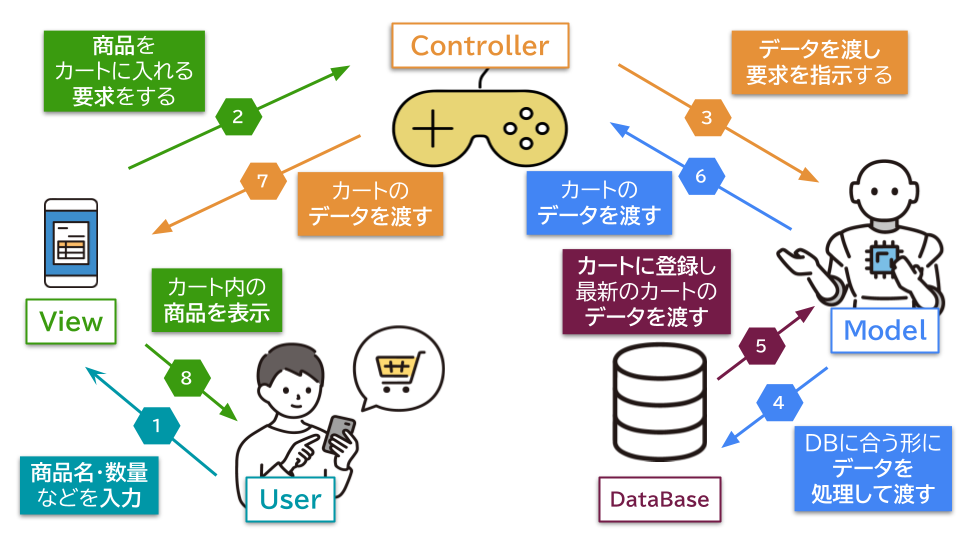 商品を
カートに入れる
要求をする
Controller
データを渡し
要求を指示する
2
3
7
カートの
データを渡す
カートの
データを渡す
6
カートに登録し
最新のカートの
データを渡す
カート内の
商品を表示
View
Model
5
8
4
1
商品名・数量
などを入力
User
DataBase
DBに合う形に
データを
処理して渡す